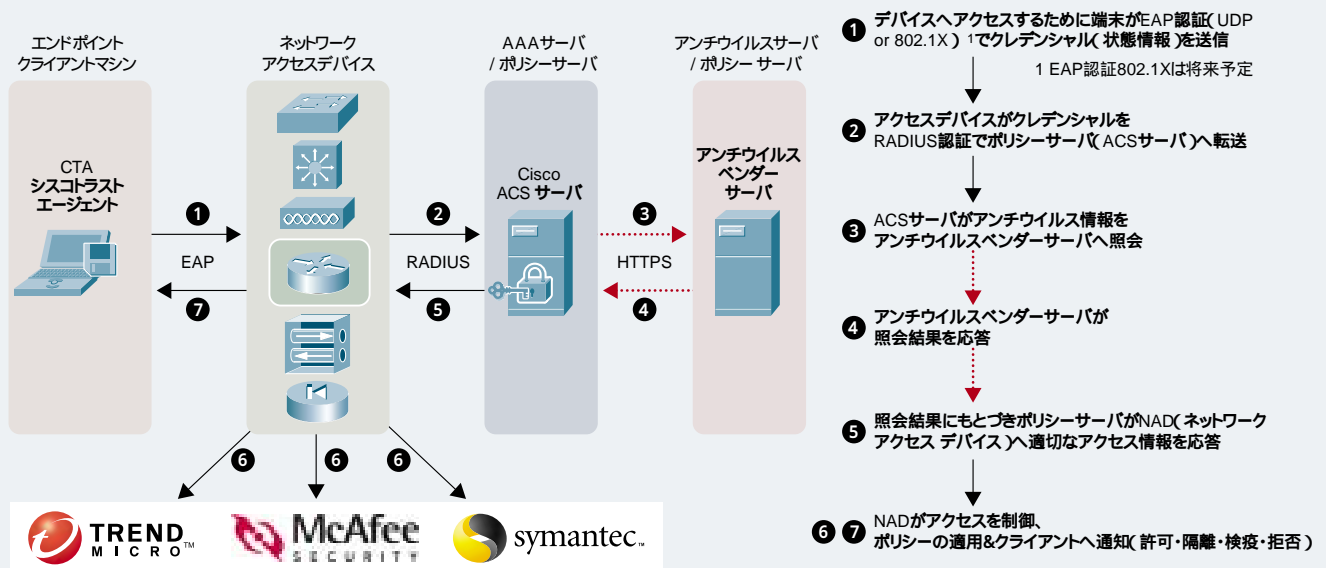 エンドポイント
クライアントマシン
ネットワーク
アクセスデバイス
AAAサーバ
/ ポリシーサーバ
アンチウイルスサーバ
/ ポリシー サーバ
CTA
シスコトラスト
エージェント
Cisco
ACS サーバ
アンチウイルス
ベンダー
サーバ
1
EAP
7
2
RADIUS
5
3
HTTPS
4
6
6
6
TREND
MICRO™
McAfee
SECURITY
symantec™
1 デバイスへアクセスするために端末がEAP認証(UDP
or 802.1X) 1でクレデンシャル(状態情報)を送信
1 EAP認証802.1Xは将来予定
2 アクセスデバイスがクレデンシャルを
RADIUS認証でポリシーサーバ(ACSサーバ)へ転送
3 ACSサーバがアンチウイルス情報を
アンチウイルスベンダーサーバへ照会
4 アンチウイルスベンダーサーバが
照会結果を応答
5 照会結果にもとづきポリシーサーバがNAD(ネットワーク
アクセス デバイス)へ適切なアクセス情報を応答
6 7 NADがアクセスを制御、
ポリシーの適用&クライアントへ通知(許可・隔離・検疫・拒否)